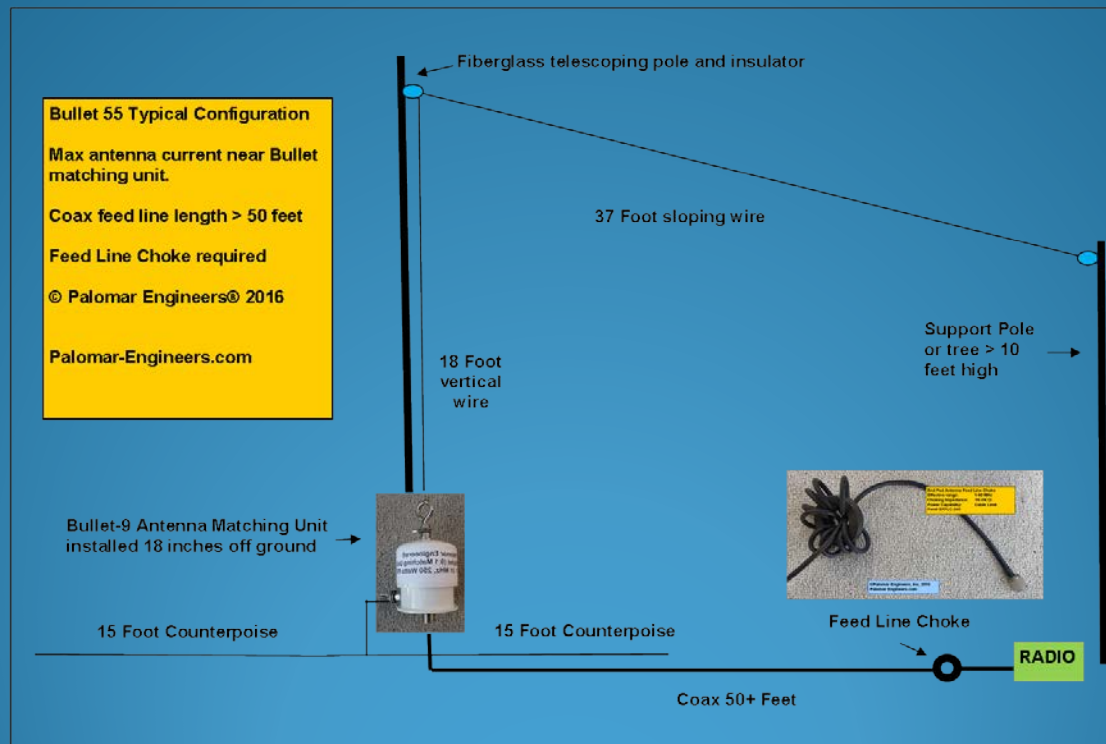 Fiberglass telescoping pole and insulator
Bullet 55 Typical Configuration
Max antenna current near Bullet
matching unit.
Coax feed line length > 50 feet
Feed Line Choke required
© Palomar Engineers® 2016
Palomar-Engineers.com
37 Foot sloping wire
Support Pole
or tree > 10
feet high
18 Foot
vertical
wire
Bullet-9 Antenna Matching Unit
installed 18 inches off ground
15 Foot Counterpoise
15 Foot Counterpoise
Feed Line Choke
RADIO
Coax 50+ Feet